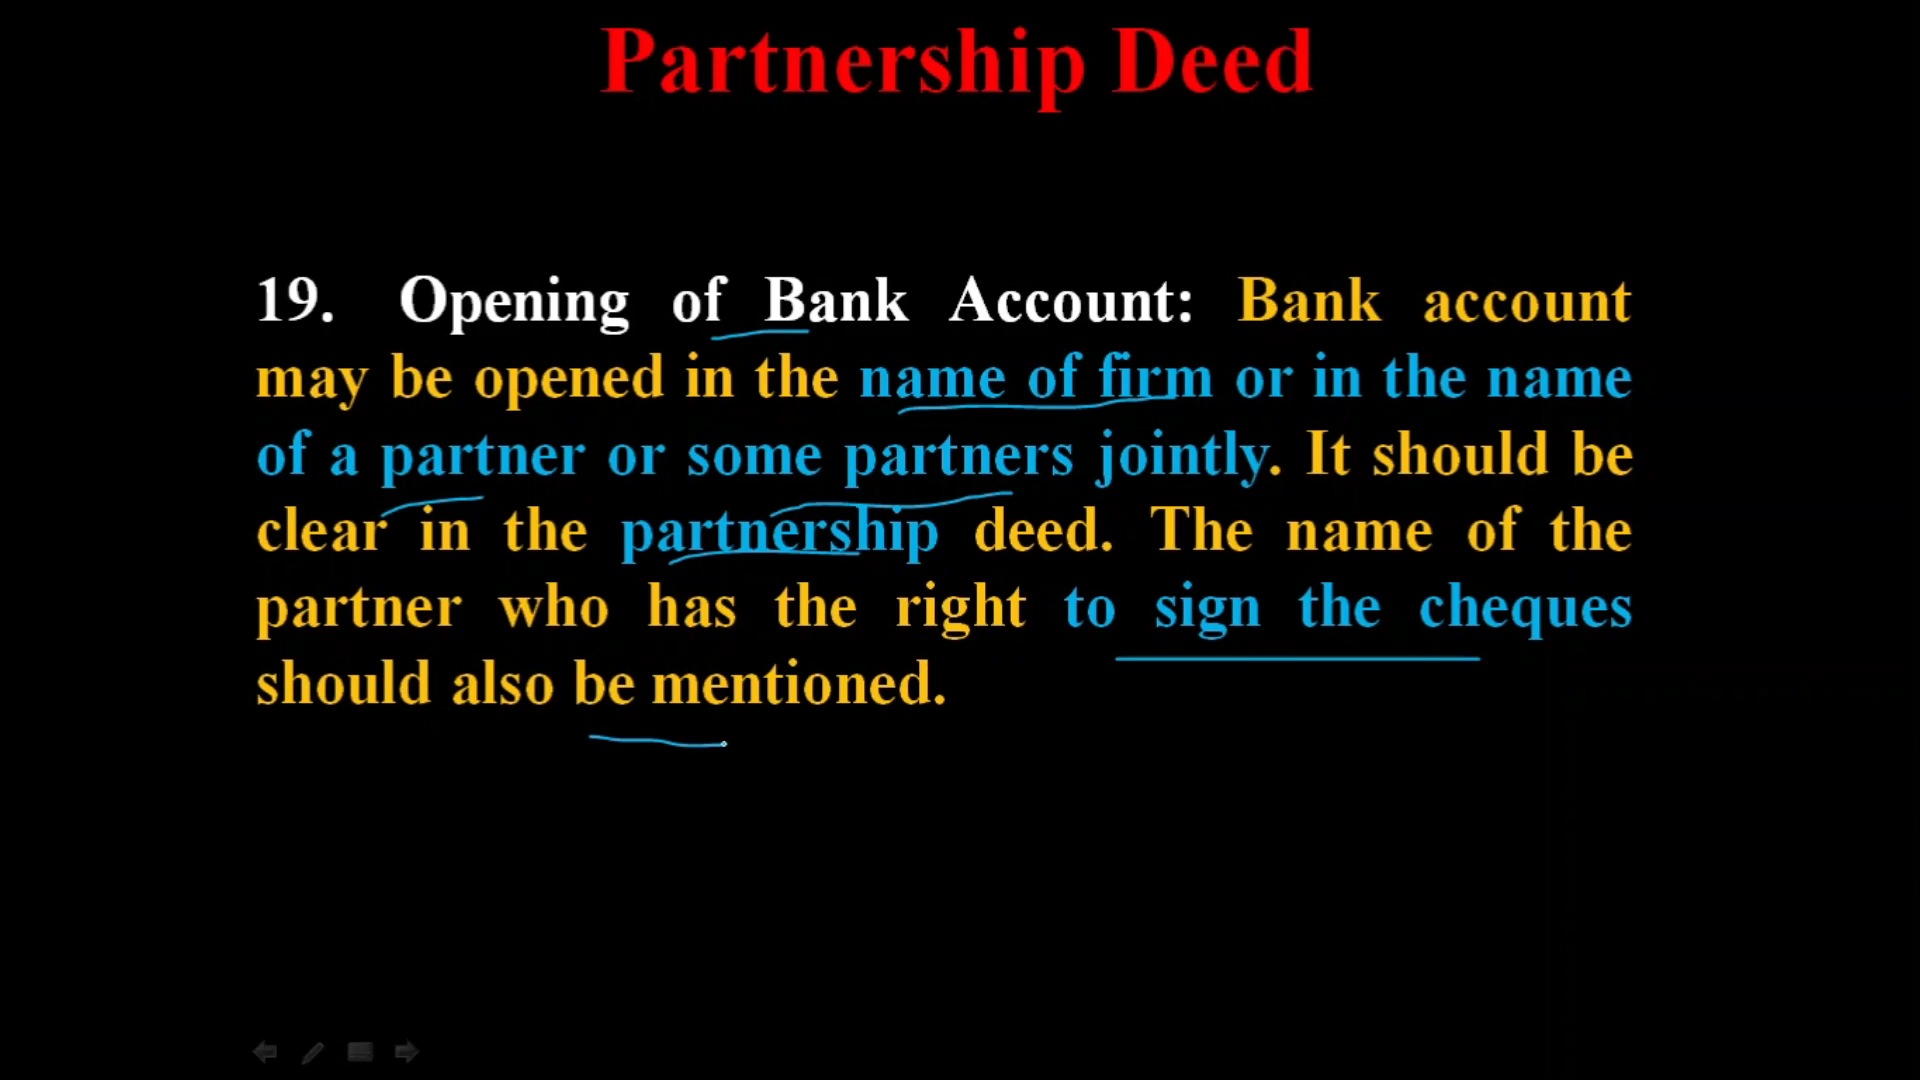 Partnership Deed
19. Opening of Bank Account: Bank account
may be opened in the name of firm or in the name
of a partner or some partners jointly. It should be
clear in the partnership deed. The name of the
partner who has the right to sign the cheques
should also be mentioned.